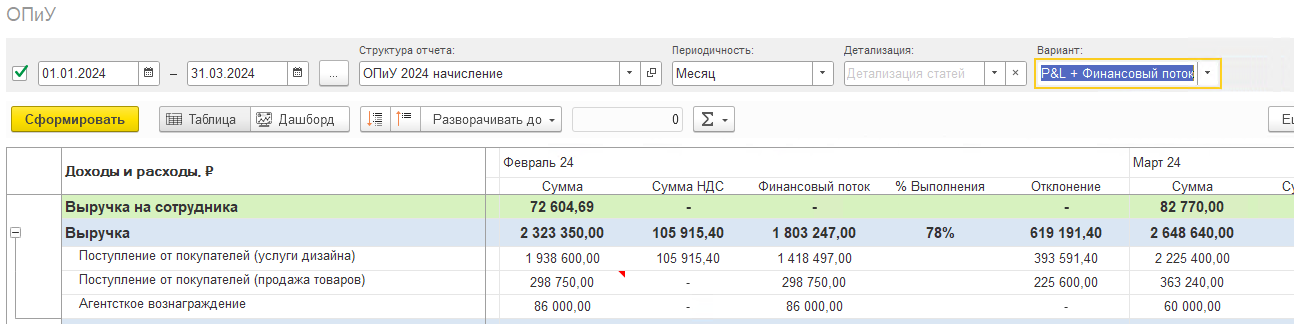 ОПиУ
Структура отчета: Периодичность: Детализация: Вариант:
01.01.2024 – 31.03.2024 ... ОПиУ 2024 начисление Месяц Детализация статей × P&L + Финансовый поток
Сформировать Таблица Дашборд Разворачивать до 0 Σ
Доходы и расходы, ₽ Февраль 24 Март 24
Сумма Сумма НДС Финансовый поток % Выполнения Отклонение Сумма
Выручка на сотрудника 72 604,69 - - - 82 770,00
Выручка 2 323 350,00 105 915,40 1 803 247,00 78% 619 191,40 2 648 640,00
Поступление от покупателей (услуги дизайна) 1 938 600,00 105 915,40 1 418 497,00 393 591,40 2 225 400,00
Поступление от покупателей (продажа товаров) 298 750,00 - 298 750,00 225 600,00 363 240,00
Агентсткое вознаграждение 86 000,00 - 86 000,00 - 60 000,00